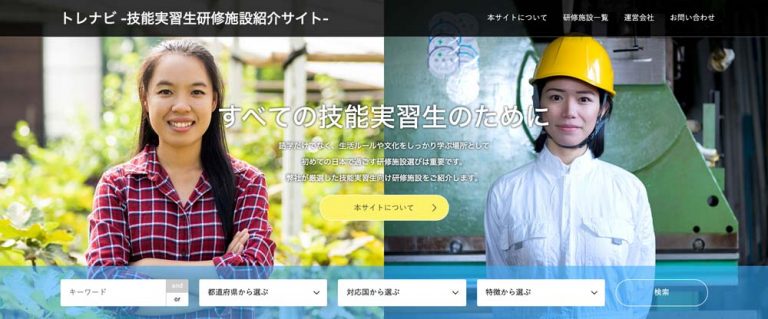 トレナビ -技能実習生研修施設紹介サイト-
本サイトについて 研修施設一覧 運営会社 お問い合わせ
すべての技能実習生のために
語学だけでなく、生活ルールや文化をしっかり学ぶ場所として
初めての日本で過ごす研修施設選びは重要です。
弊社が厳選した技能実習生向け研修施設をご紹介します。
本サイトについて
キーワード and 都道府県から選ぶ 対応国から選ぶ 特徴から選ぶ 検索
or